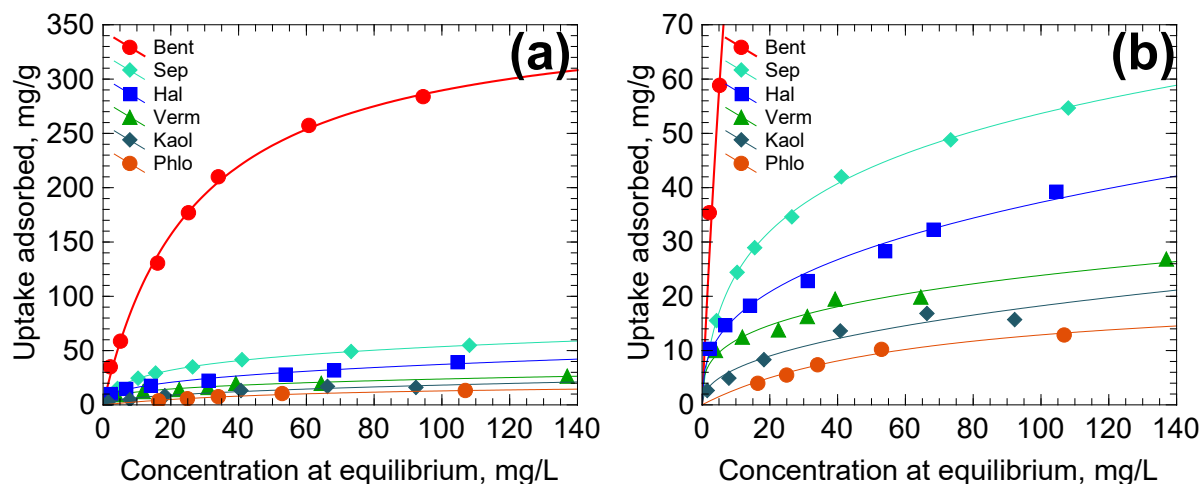 (a)
Uptake adsorbed, mg/g
350
300
250
200
150
100
50
0
Bent
Sep
Hal
Verm
Kaol
Phlo
0 20 40 60 80 100 120 140
Concentration at equilibrium, mg/L
(b)
Uptake adsorbed, mg/g
70
60
50
40
30
20
10
0
Bent
Sep
Hal
Verm
Kaol
Phlo
0 20 40 60 80 100 120 140
Concentration at equilibrium, mg/L